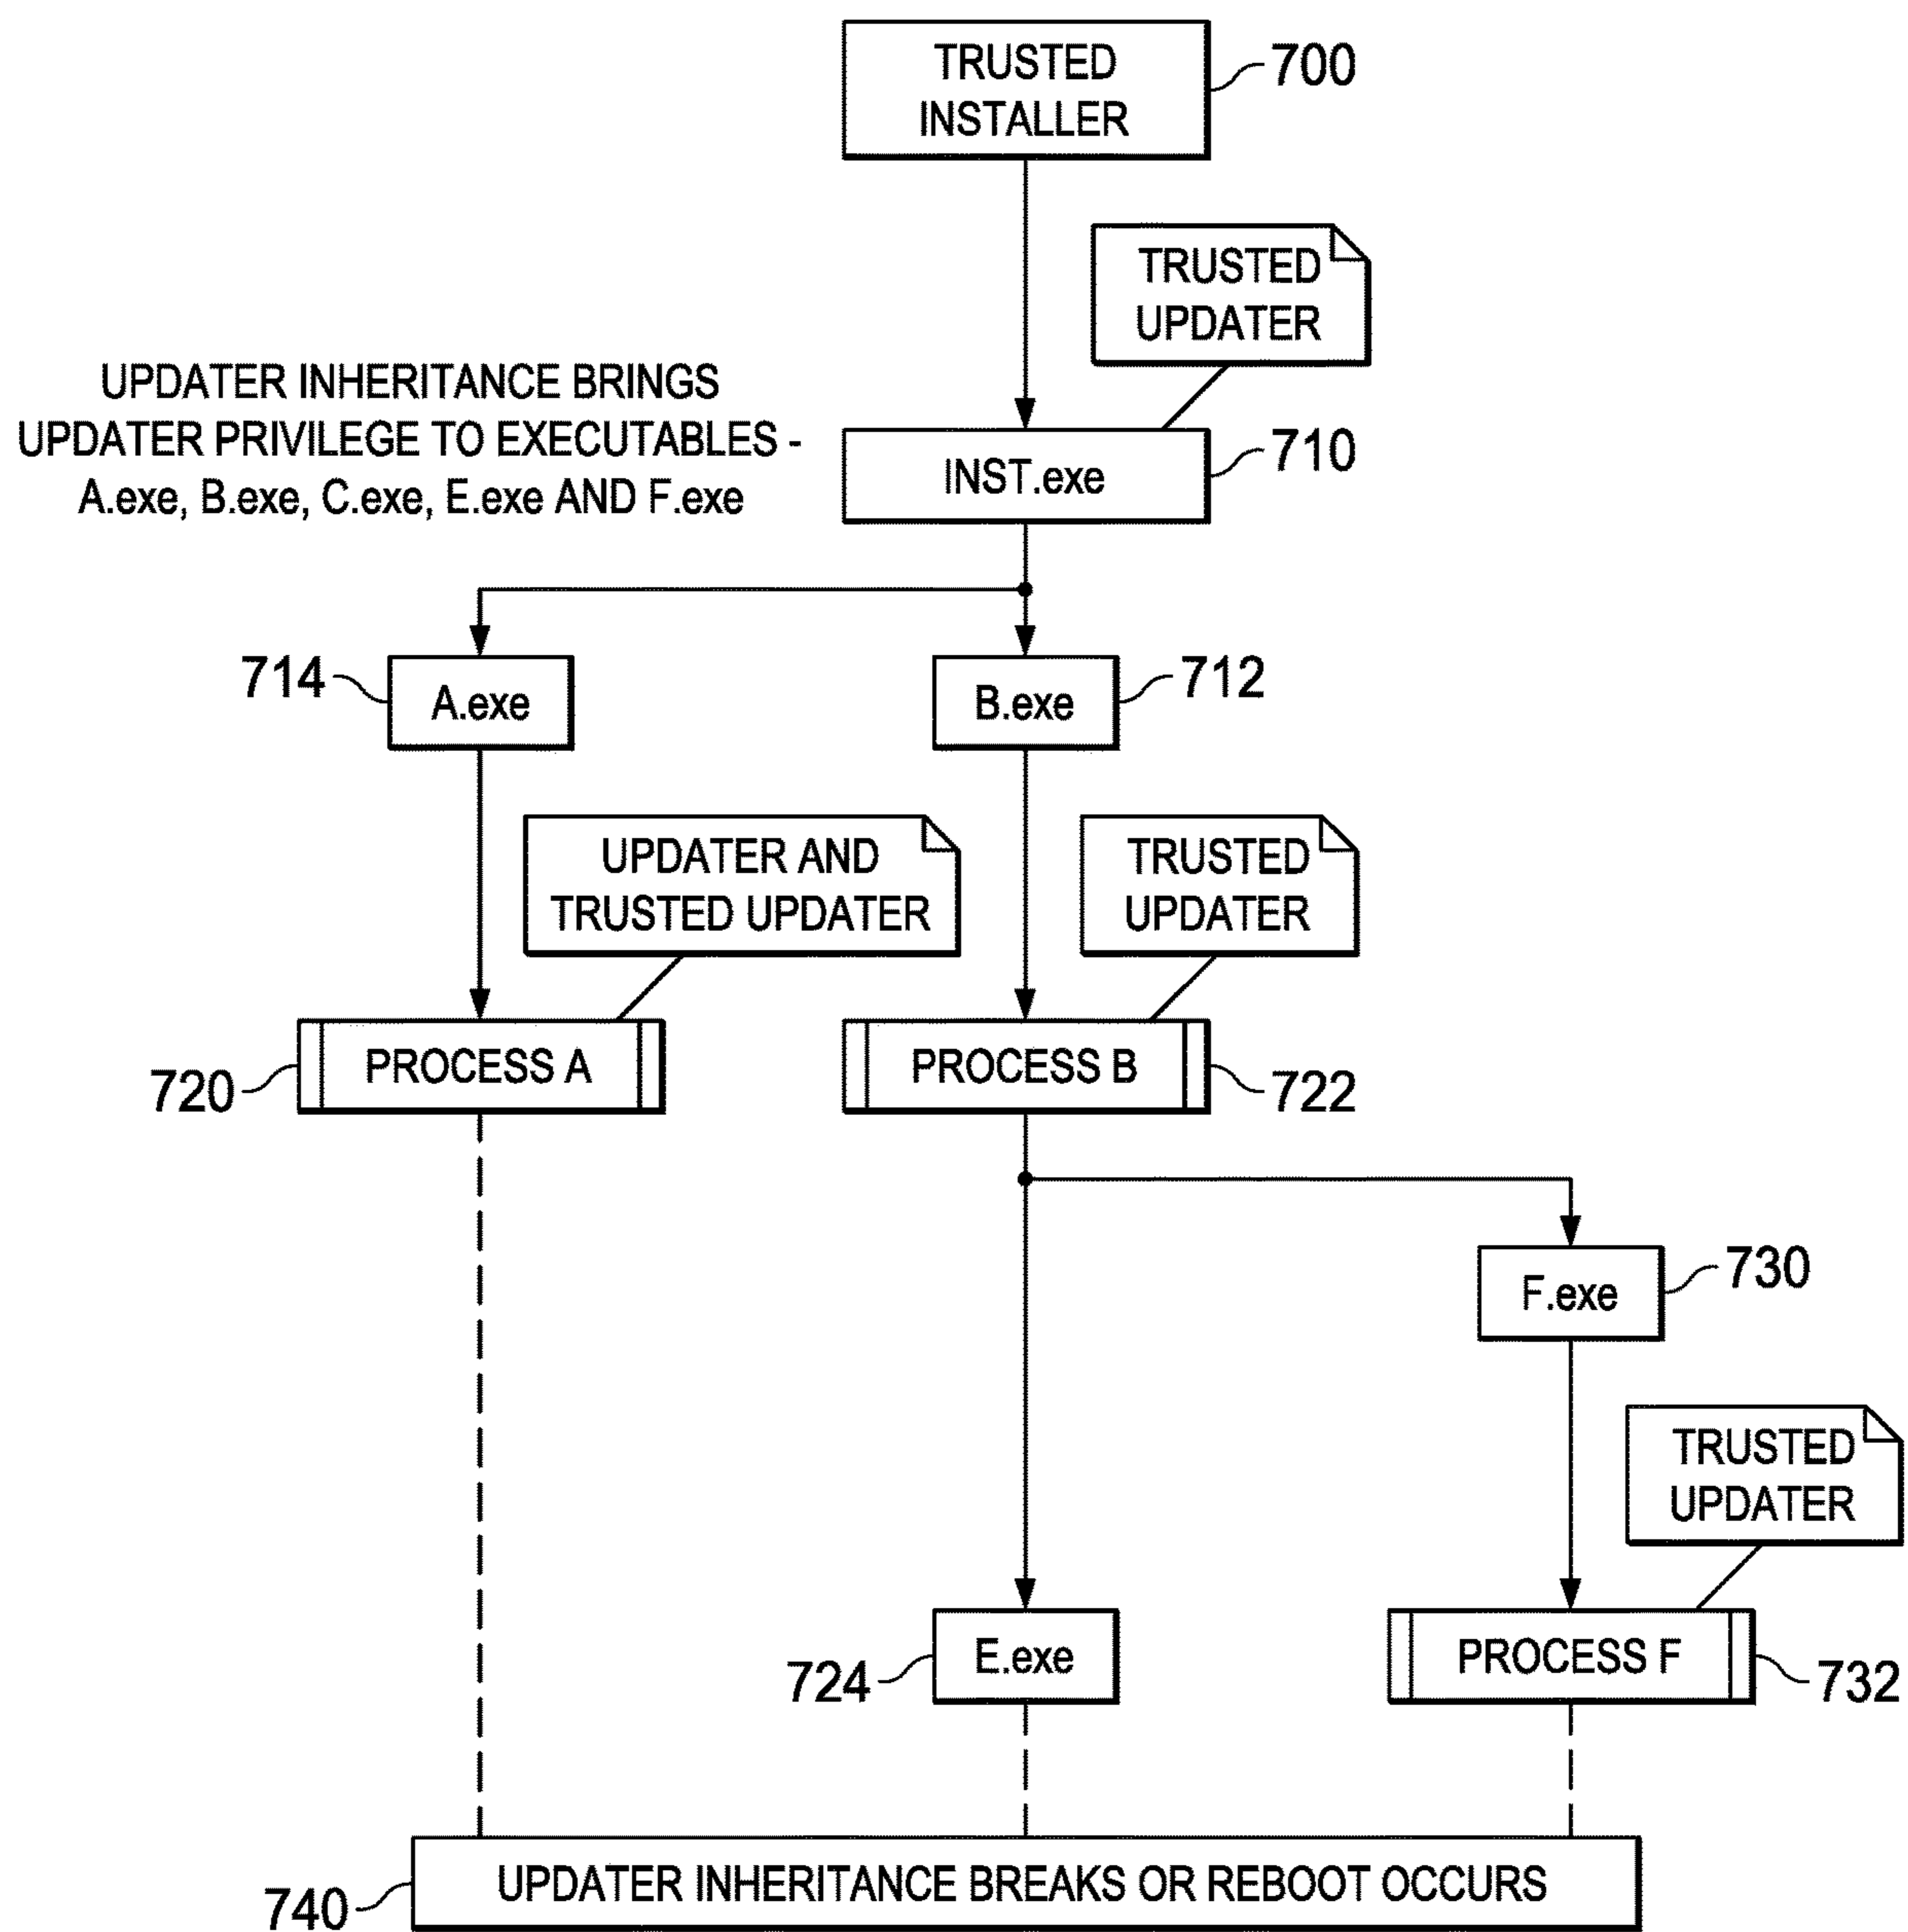 TRUSTED
INSTALLER
700
TRUSTED
UPDATER
UPDATER INHERITANCE BRINGS
UPDATER PRIVILEGE TO EXECUTABLES -
A.exe, B.exe, C.exe, E.exe AND F.exe
INST.exe
710
714
A.exe
B.exe
712
UPDATER AND
TRUSTED UPDATER
TRUSTED
UPDATER
720
PROCESS A
PROCESS B
722
F.exe
730
TRUSTED
UPDATER
724
E.exe
PROCESS F
732
740
UPDATER INHERITANCE BREAKS OR REBOOT OCCURS